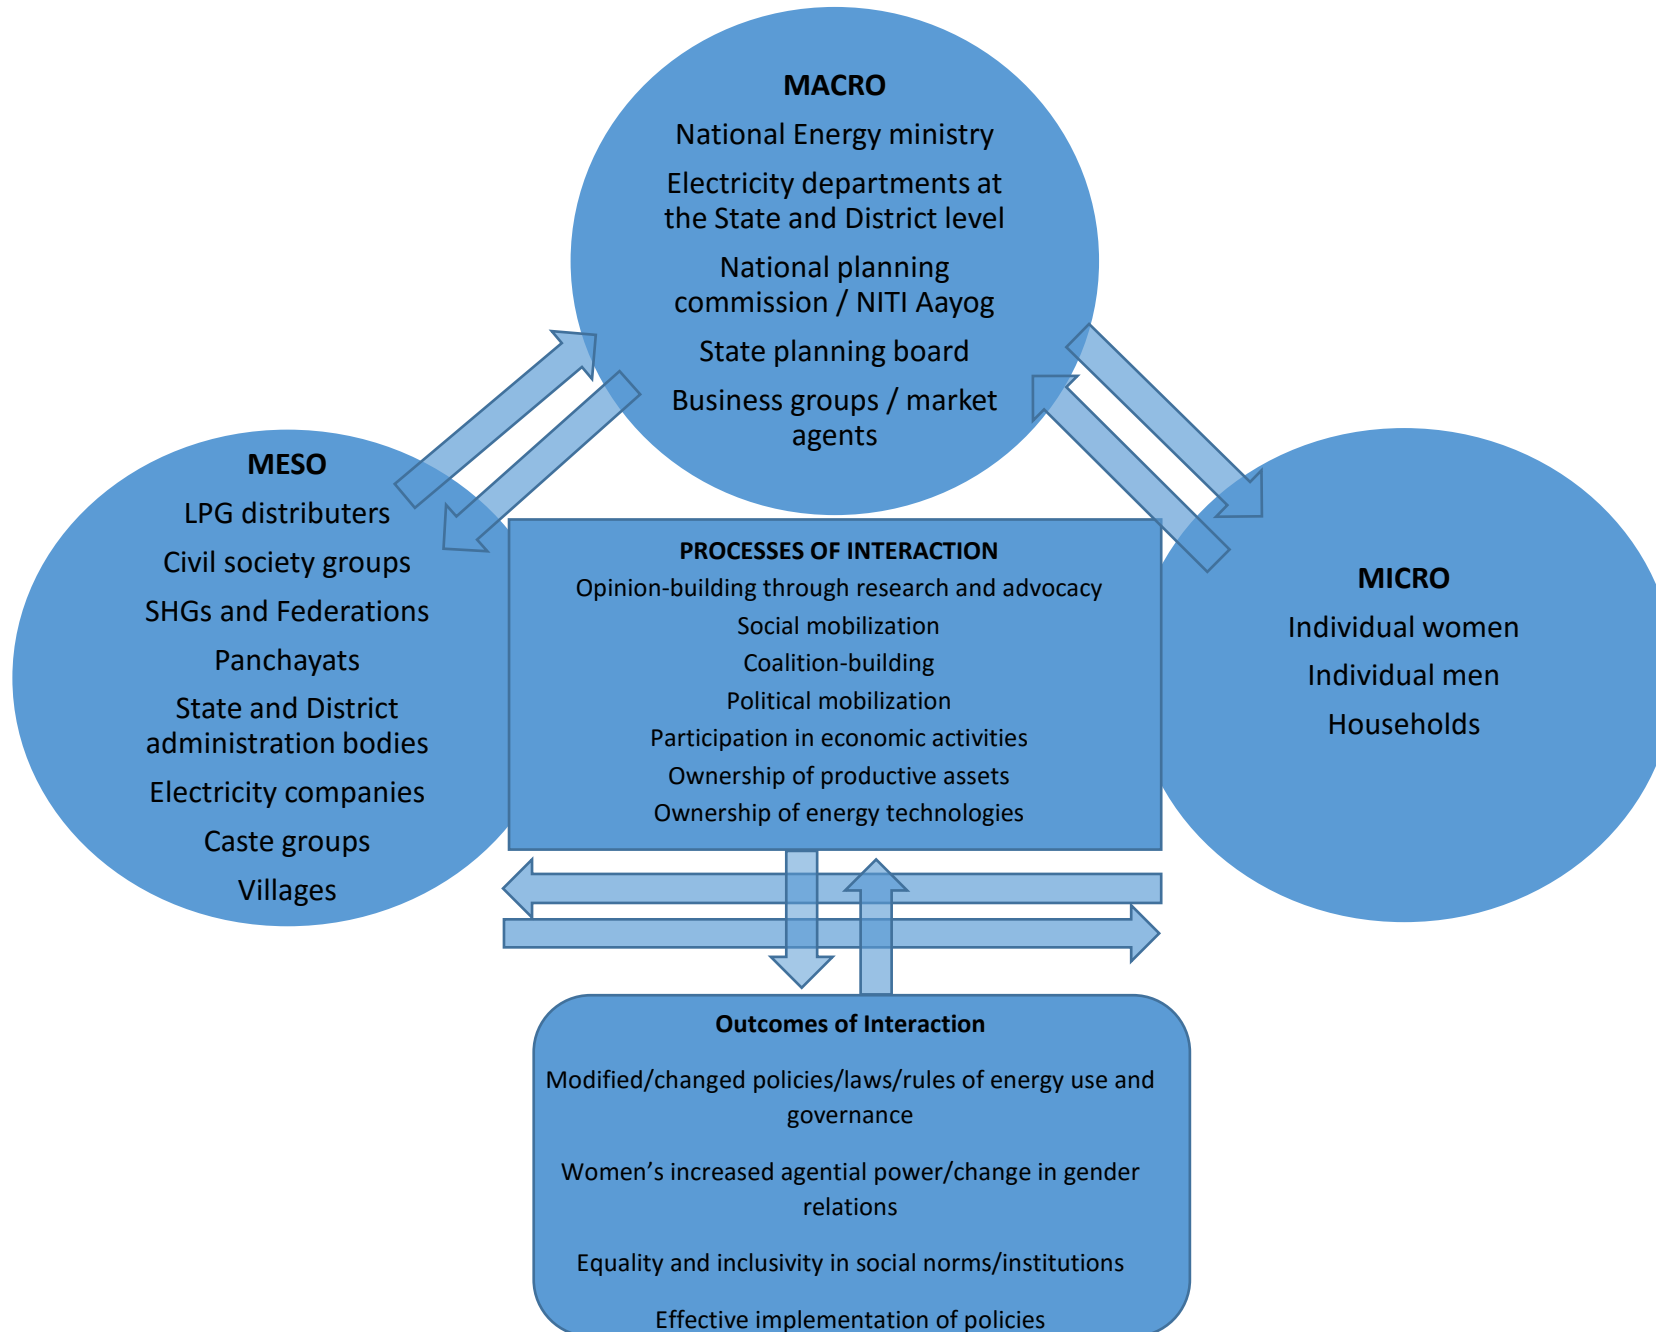 MACRO
National Energy ministry
Electricity departments at
the State and District level
National planning
commission / NITI Aayog
State planning board
Business groups / market
agents
MESO
LPG distributers
Civil society groups
SHGs and Federations
Panchayats
State and District
administration bodies
Electricity companies
Caste groups
Villages
PROCESSES OF INTERACTION
Opinion-building through research and advocacy
Social mobilization
Coalition-building
Political mobilization
Participation in economic activities
Ownership of productive assets
Ownership of energy technologies
MICRO
Individual women
Individual men
Households
Outcomes of Interaction
Modified/changed policies/laws/rules of energy use and
governance
Women’s increased agential power/change in gender
relations
Equality and inclusivity in social norms/institutions
Effective implementation of policies